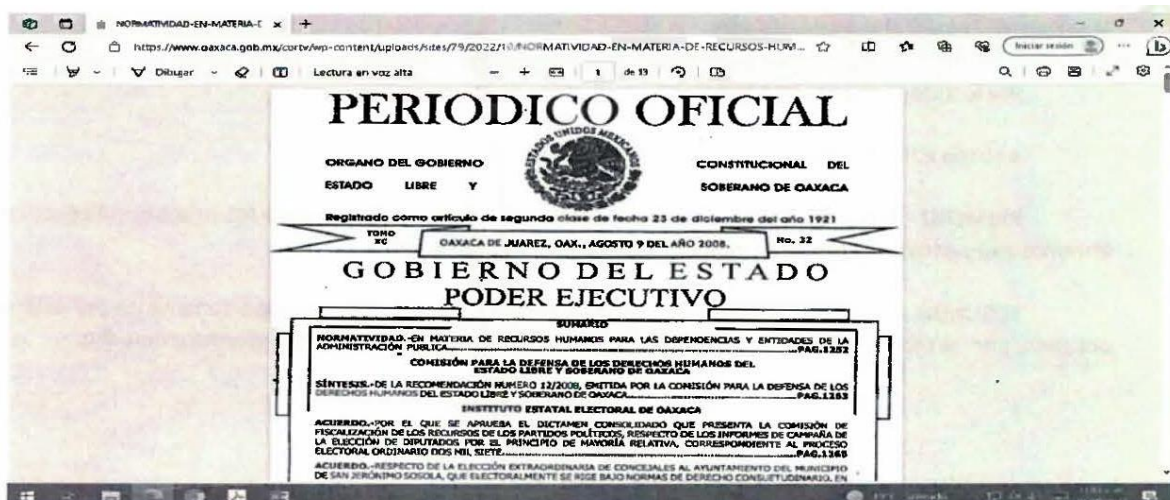 NORMATIVIDAD-EN-MATERIA-D
https://www.oaxaca.gob.mx/cortv/wp-content/uploads/sites/79/2022/10/NORMATIVIDAD-EN-MATERIA-DE-RECURSOS-HUM...
Iniciar sesión
Dibujar
Lectura en voz alta
1 de 13
PERIODICO OFICIAL
ESTADOS UNIDOS MEXICANOS
ORGANO DEL GOBIERNO CONSTITUCIONAL DEL
ESTADO LIBRE Y SOBERANO DE OAXACA
Registrado como artículo de segunda clase de fecha 23 de diciembre del año 1921
TOMO XC
OAXACA DE JUAREZ, OAX., AGOSTO 9 DEL AÑO 2008.
No. 32
GOBIERNO DEL ESTADO
PODER EJECUTIVO
SUMARIO
NORMATIVIDAD.-EN MATERIA DE RECURSOS HUMANOS PARA LAS DEPENDENCIAS Y ENTIDADES DE LA
ADMINISTRACIÓN PUBLICA....PAG.1252
COMISIÓN PARA LA DEFENSA DE LOS DERECHOS HUMANOS DEL
ESTADO LIBRE Y SOBERANO DE OAXACA
SÍNTESIS.-DE LA RECOMENDACIÓN NUMERO 12/2008, EMITIDA POR LA COMISIÓN PARA LA DEFENSA DE LOS
DERECHOS HUMANOS DEL ESTADO LIBRE Y SOBERANO DE OAXACA....PAG.1263
INSTITUTO ESTATAL ELECTORAL DE OAXACA
ACUERDO.-POR EL QUE SE APRUEBA EL DICTAMEN CONSOLIDADO QUE PRESENTA LA COMISIÓN DE
FISCALIZACIÓN DE LOS RECURSOS DE LOS PARTIDOS POLÍTICOS, RESPECTO DE LOS INFORMES DE CAMPAÑA DE
LA ELECCIÓN DE DIPUTADOS POR EL PRINCIPIO DE MAYORÍA RELATIVA, CORRESPONDIENTE AL PROCESO
ELECTORAL ORDINARIO DOS MIL SIETE....PAG.1265
ACUERDO.-RESPECTO DE LA ELECCIÓN EXTRAORDINARIA DE CONCEJALES AL AYUNTAMIENTO DEL MUNICIPIO
DE SAN JERÓNIMO SOSOLA, QUE ELECTORALMENTE SE RIGE BAJO NORMAS DE DERECHO CONSUETUDINARIO, EN